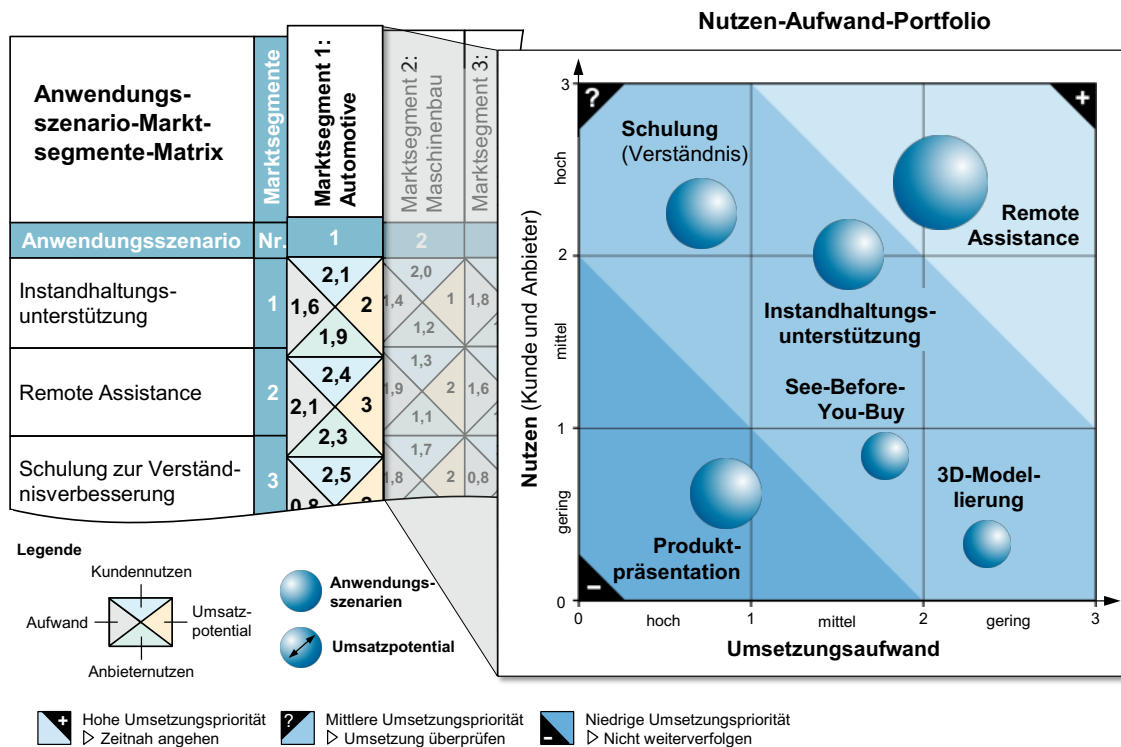 Nutzen-Aufwand-Portfolio
Anwendungs-
szenario-Markt-
segmente-Matrix
Marktsegmente
Marktsegment 1:
Automotive
Marktsegment 2:
Maschinenbau
Marktsegment 3:
Anwendungsszenario
Nr.
1
2
Instandhaltungs-
unterstützung
1
2,1
1,6
2
1,9
2,0
1,4
1
1,2
1,8
Remote Assistance
2
2,4
2,1
3
2,3
1,3
1,9
2
1,1
1,6
Schulung zur Verständ-
nisverbesserung
3
2,5
0,8
1,7
1,8
2
0,8
Nutzen (Kunde und Anbieter)
hoch
mittel
gering
3
2
1
0
?
+
−
Schulung
(Verständnis)
Remote
Assistance
Instandhaltungs-
unterstützung
See-Before-
You-Buy
3D-Model-
lierung
Produkt-
präsentation
0
hoch
1
mittel
2
gering
3
Umsetzungsaufwand
Legende
Kundennutzen
Aufwand
Umsatz-
potential
Anbieternutzen
Anwendungs-
szenarien
Umsatzpotential
+
Hohe Umsetzungspriorität
▷ Zeitnah angehen
?
Mittlere Umsetzungspriorität
▷ Umsetzung überprüfen
−
Niedrige Umsetzungspriorität
▷ Nicht weiterverfolgen